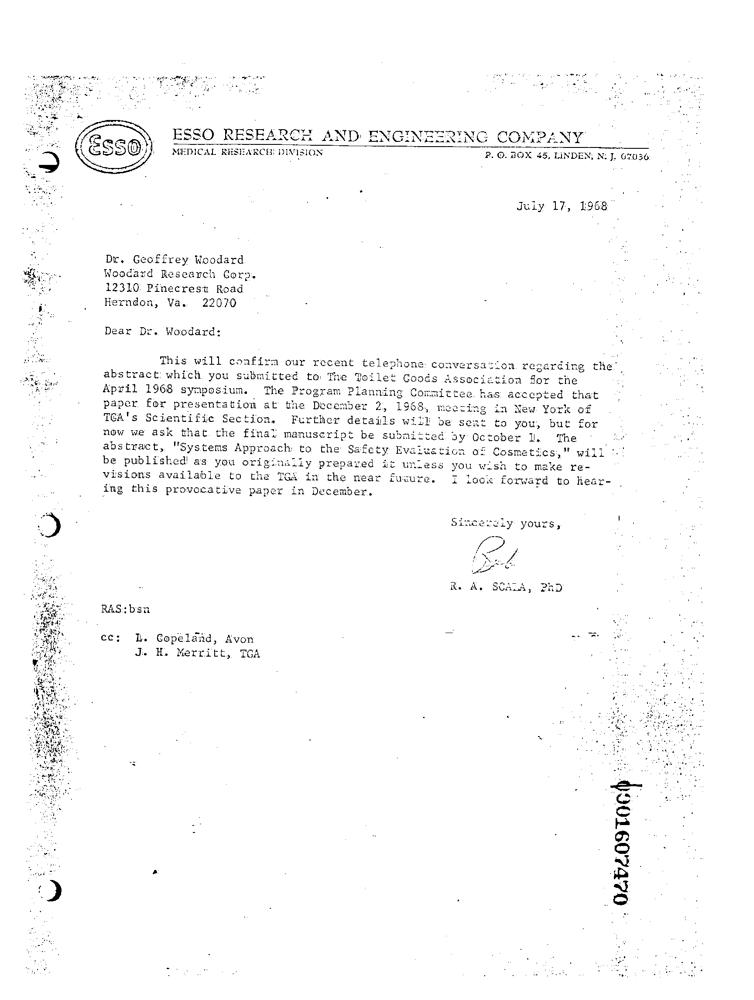 ESSO
ESSO RESEARCH AND ENGINEERING COMPANY
MEDICAL RESEARCH DIVISION
P. O. BOX 45, LINDEN, N. J. 07036
July 17, 1968
Dr. Geoffrey Woodard
Woodard Research Corp.
12310 Pinecrest Road
Herndon, Va. 22070
Dear Dr. Woodard:
This will confirm our recent telephone conversation regarding the
abstract which you submitted to The Toilet Goods Association for the
April 1968 symposium. The Program Planning Committee has accepted that
paper for presentation at the December 2, 1968, meeting in New York of
TGA's Scientific Section. Further details will be sent to you, but for
now we ask that the final manuscript be submitted by October 1. The
abstract, "Systems Approach to the Safety Evaluation of Cosmetics," will
be published as you originally prepared it unless you wish to make re-
visions available to the TGA in the near future. I look forward to hear-
ing this provocative paper in December.
Sincerely yours,
Bob
R. A. SCALA, PhD
RAS:bsn
cc: L. Copeland, Avon
J. H. Merritt, TGA
0001607470